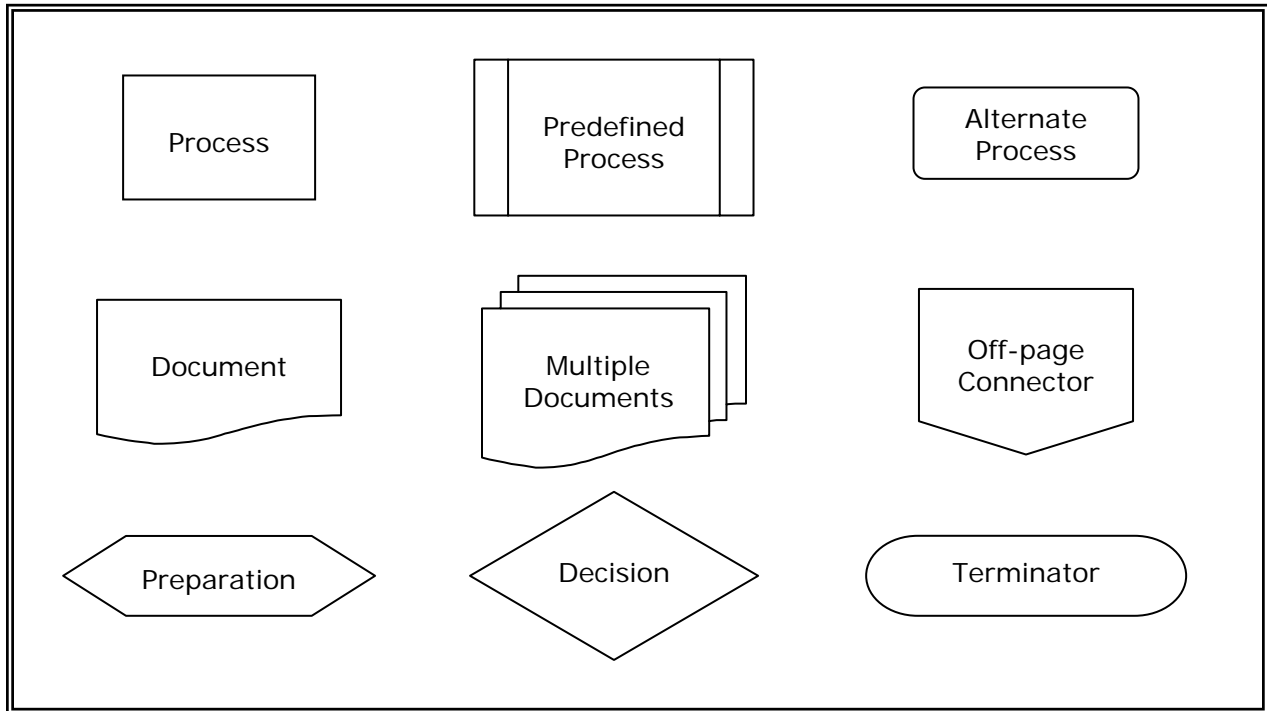 Process
Predefined
Process
Alternate
Process
Document
Multiple
Documents
Off-page
Connector
Preparation
Decision
Terminator